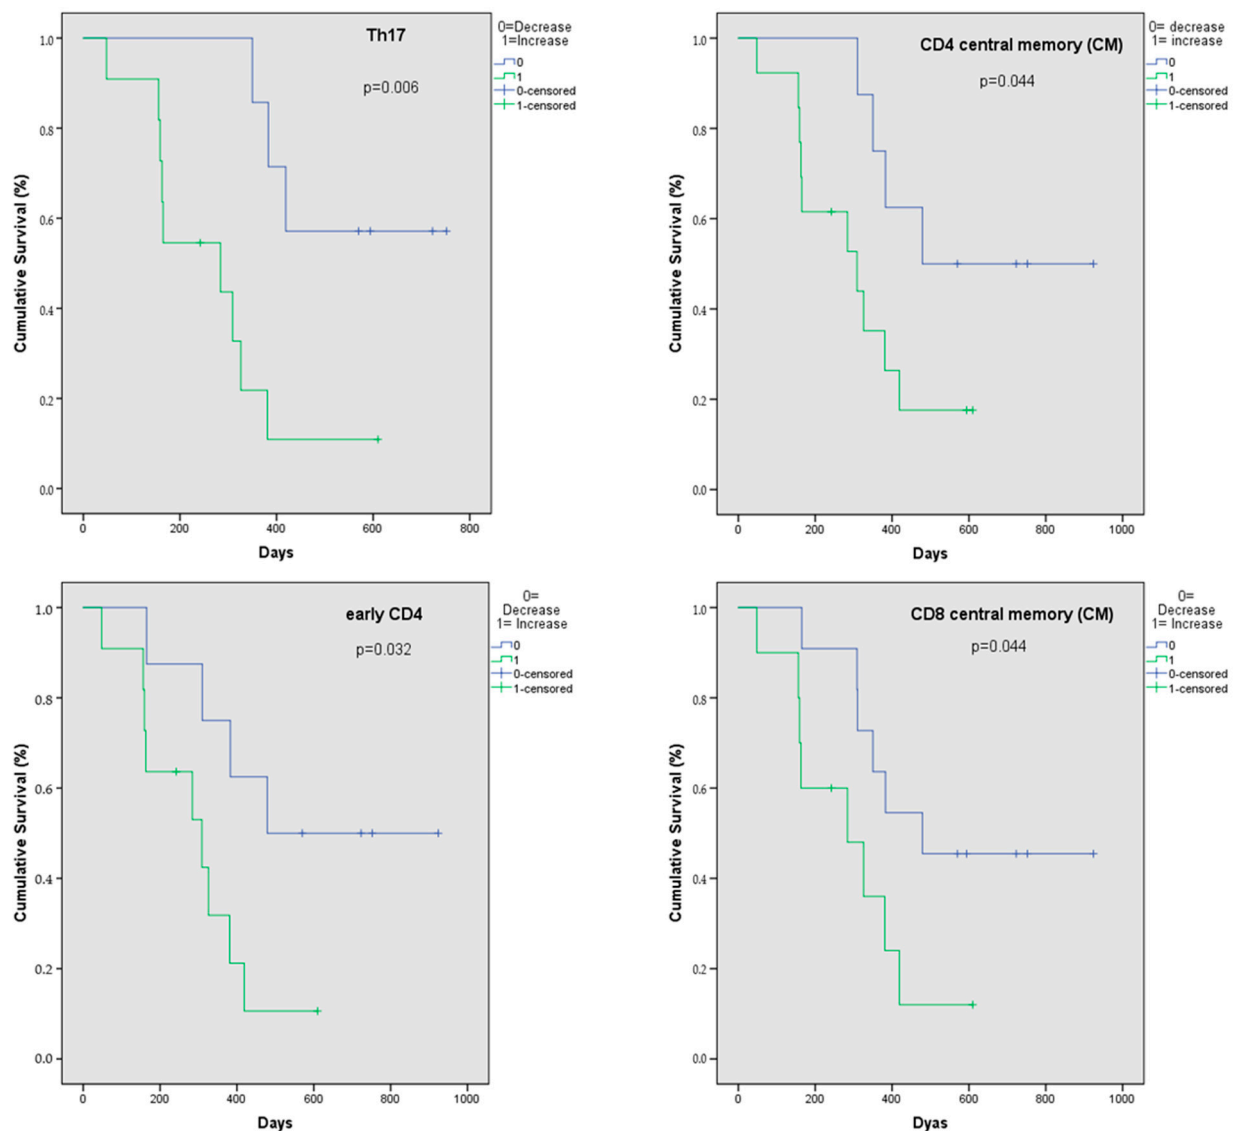 Th17
p=0.006
0=Decrease
1=Increase
0
1
0-censored
1-censored
Cumulative Survival (%)
1.0
0.8
0.6
0.4
0.2
0.0
0 200 400 600 800
Days
CD4 central memory (CM)
p=0.044
0= decrease
1= increase
0
1
0-censored
1-censored
Cumulative Survival (%)
1.0
0.8
0.6
0.4
0.2
0.0
0 200 400 600 800 1000
Days
early CD4
p=0.032
0=
Decrease
1= Increase
0
1
0-censored
1-censored
Cumulative Survival (%)
1.0
0.8
0.6
0.4
0.2
0.0
0 200 400 600 800 1000
Days
CD8 central memory (CM)
p=0.044
0=
Decrease
1= Increase
0
1
0-censored
1-censored
Cumulative Survival (%)
1.0
0.8
0.6
0.4
0.2
0.0
0 200 400 600 800 1000
Dyas